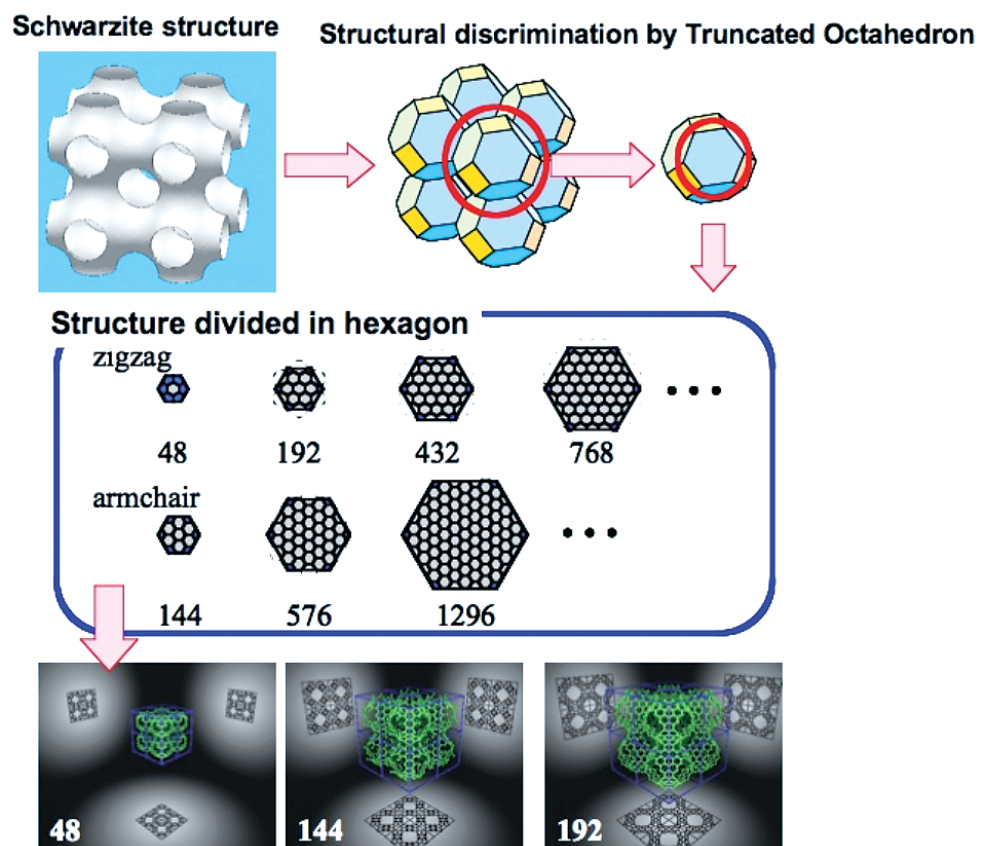 Schwarzite structure
Structural discrimination by Truncated Octahedron
Structure divided in hexagon
zigzag
48
192
432
768
armchair
144
576
1296
48
144
192